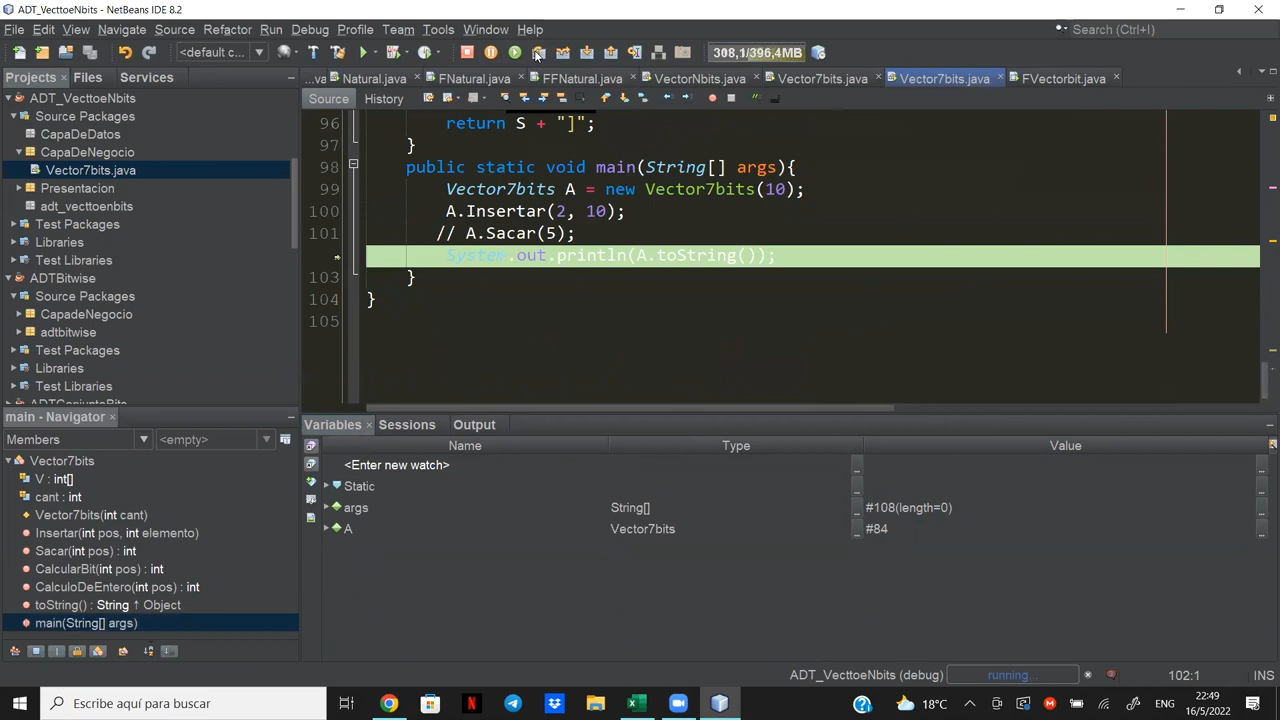 ADT_VecttoeNbits - NetBeans IDE 8.2
File Edit View Navigate Source Refactor Run Debug Profile Team Tools Window Help
Search (Ctrl+I)
<default c...
308,1/396,4MB
Projects × Files Services
...va Natural.java × FNatural.java × FFNatural.java × VectorNbits.java × Vector7bits.java × Vector7bits.java × FVectorbit.java ×
Source History
ADT_VecttoeNbits
Source Packages
CapaDeDatos
CapaDeNegocio
Vector7bits.java
Presentacion
adt_vecttoenbits
Test Packages
Libraries
Test Libraries
ADTBitwise
Source Packages
CapadeNegocio
adtbitwise
Test Packages
Libraries
Test Libraries
ADTConjuntoBits
96 return S + "]";
97 }
98 public static void main(String[] args){
99 Vector7bits A = new Vector7bits(10);
100 A.Insertar(2, 10);
101 // A.Sacar(5);
System.out.println(A.toString());
103 }
104 }
105
main - Navigator ×
Members <empty>
Vector7bits
V : int[]
cant : int
Vector7bits(int cant)
Insertar(int pos, int elemento)
Sacar(int pos) : int
CalcularBit(int pos) : int
CalculoDeEntero(int pos) : int
toString() : String ↑ Object
main(String[] args)
Variables × Sessions Output
Name Type Value
<Enter new watch>
Static
args String[] #108(length=0)
A Vector7bits #84
ADT_VecttoeNbits (debug) running... 102:1 INS
Escribe aquí para buscar
18°C ENG 22:49
16/5/2022